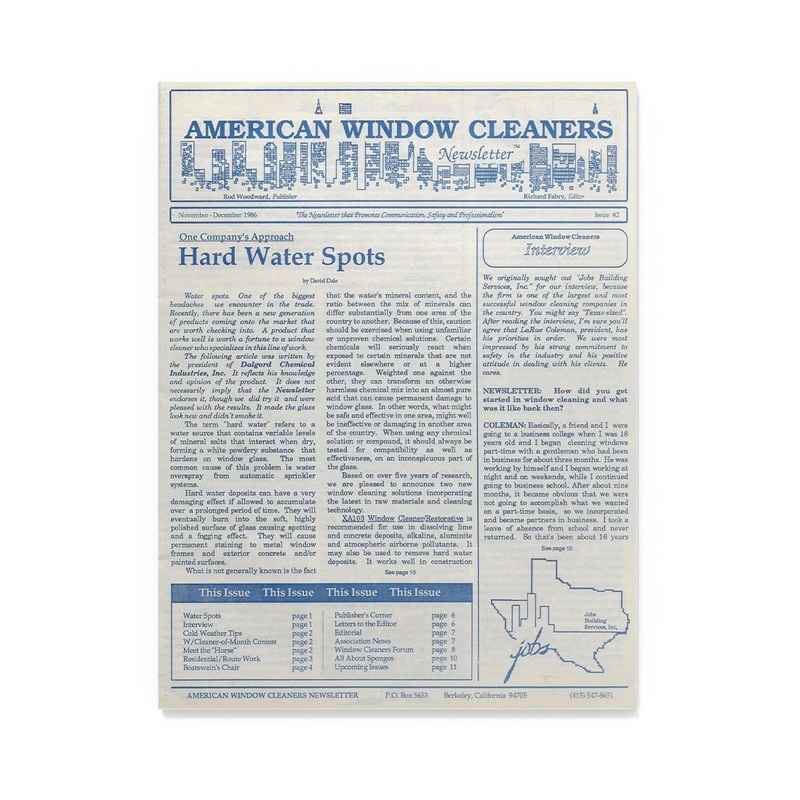 AMERICAN WINDOW CLEANERS
Newsletter™
Rod Woodward, Publisher
Richard Fabry, Editor
November - December 1986
"The Newsletter that Promotes Communication, Safety and Professionalism"
Issue #2
One Company's Approach
Hard Water Spots
by David Dale
Water spots. One of the biggest
headaches we encounter in the trade.
Recently, there has been a new generation
of products coming onto the market that
are worth checking into. A product that
works well is worth a fortune to a window
cleaner who specializes in this line of work.
The following article was written by
the president of Dalgord Chemical
Industries, Inc. It reflects his knowledge
and opinion of the product. It does not
necessarily imply that the Newsletter
endorses it, though we did try it and were
pleased with the results. It made the glass
look new and didn't smoke it.
The term "hard water" refers to a
water source that contains variable levels
of mineral salts that interact when dry,
forming a white powdery substance that
hardens on window glass. The most
common cause of this problem is water
overspray from automatic sprinkler
systems.
Hard water deposits can have a very
damaging effect if allowed to accumulate
over a prolonged period of time. They will
eventually burn into the soft, highly
polished surface of glass causing spotting
and a fogging effect. They will cause
permanent staining to metal window
frames and exterior concrete and/or
painted surfaces.
What is not generally known is the fact
that the water's mineral content, and the
ratio between the mix of minerals can
differ substantially from one area of the
country to another. Because of this, caution
should be exercised when using unfamiliar
or unproven chemical solutions. Certain
chemicals will seriously react when
exposed to certain minerals that are not
evident elsewhere or at a higher
percentage. Weighted one against the
other, they can transform an otherwise
harmless chemical mix into an almost pure
acid that can cause permanent damage to
window glass. In other words, what might
be safe and effective in one area, might well
be ineffective or damaging in another area
of the country. When using any chemical
solution or compound, it should always be
tested for compatibility as well as
effectiveness, on an inconspicuous part of
the glass.
Based on over five years of research,
we are pleased to announce two new
window cleaning solutions incorporating
the latest in raw materials and cleaning
technology.
XA103 Window Cleaner/Restorative is
recommended for use in dissolving lime
and concrete deposits, alkaline, aluminite
and atmospheric airborne pollutants. It
may also be used to remove hard water
deposits. It works well in construction
See page 10
American Window Cleaners
Interview
We originally sought out "Jobs Building
Services, Inc." for our interview, because
the firm is one of the largest and most
successful window cleaning companies in
the country. You might say "Texas-sized".
After reading the interview, I'm sure you'll
agree that LaRue Coleman, president, has
his priorities in order. We were most
impressed by his strong commitment to
safety in the industry and his positive
attitude in dealing with his clients. He
cares.
NEWSLETTER: How did you get
started in window cleaning and what
was it like back then?
COLEMAN: Basically, a friend and I were
going to a business college when I was 18
years old and I began cleaning windows
part-time with a gentleman who had been
in business for about three months. He was
working by himself and I began working at
night and on weekends, while I continued
going to business school. After about nine
months, it became obvious that we were
not going to accomplish what we wanted
on a part-time basis, so we incorporated
and became partners in business. I took a
leave of absence from school and never
returned. So that's been about 16 years
See page 10
Jobs
Building
Services, Inc.
jobs
This Issue This Issue This Issue This Issue
Water Spots page 1
Interview page 1
Cold Weather Tips page 2
W/Cleaner-of-Month Contest page 2
Meet the "Horse" page 2
Residential/Route Work page 3
Boatswain's Chair page 4
Publisher's Corner page 6
Letters to the Editor page 6
Editorial page 7
Association News page 7
Window Cleaners Forum page 8
All About Sponges page 10
Upcoming Issues page 11
AMERICAN WINDOW CLEANERS NEWSLETTER P.O. Box 5653 Berkeley, California 94705 (415) 547-8651